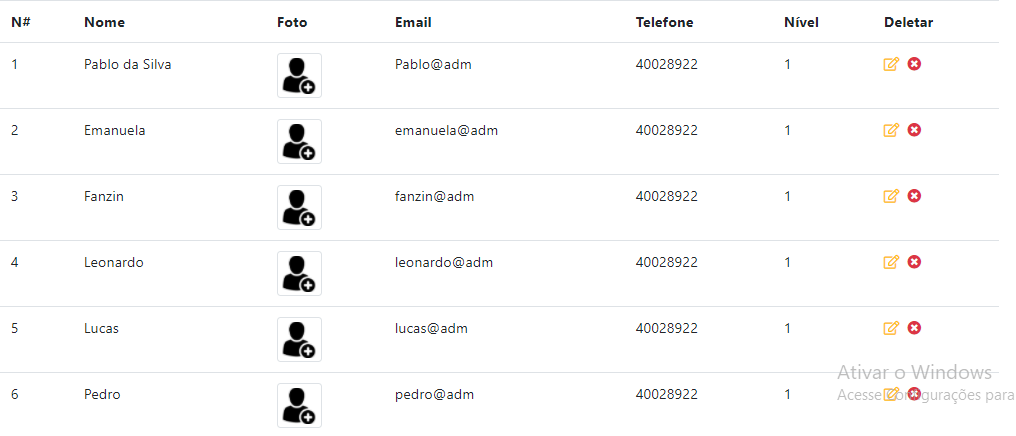 N# Nome Foto Email Telefone Nível Deletar
1 Pablo da Silva Pablo@adm 40028922 1
2 Emanuela emanuela@adm 40028922 1
3 Fanzin fanzin@adm 40028922 1
4 Leonardo leonardo@adm 40028922 1
5 Lucas lucas@adm 40028922 1
Ativar o Windows
6 Pedro pedro@adm 40028922 1
Acesse configurações para